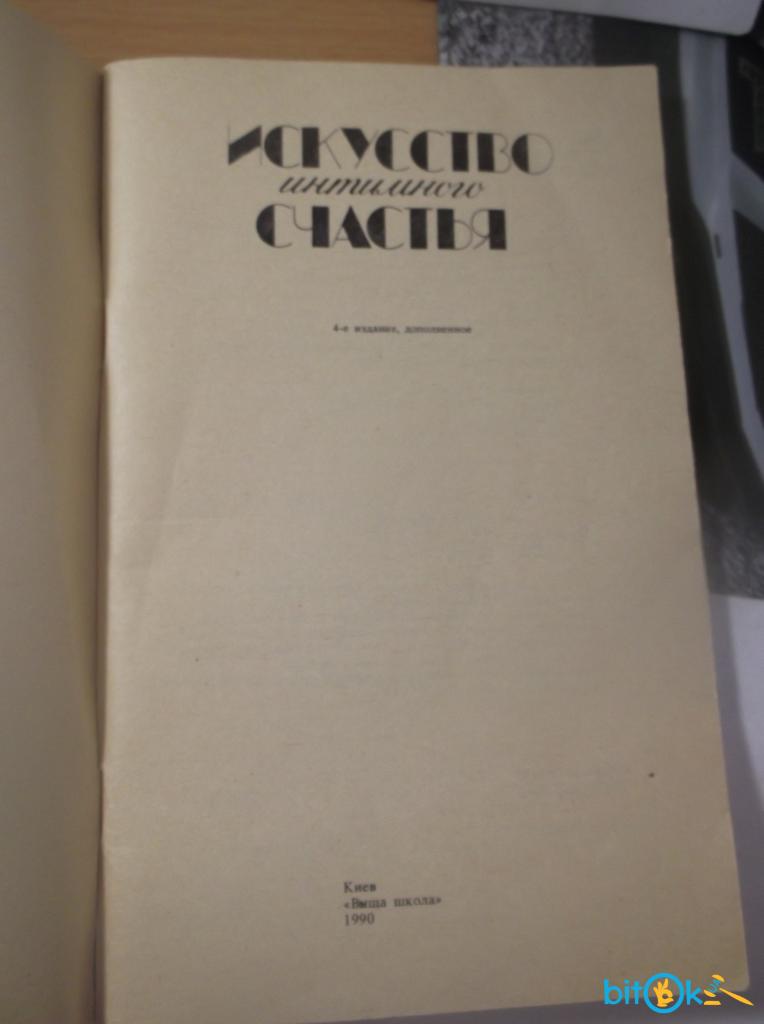 ИСКУССТВО
интимного
СЧАСТЬЯ
4-е издание, дополненное
Киев
«Выща школа»
1990
bitOk